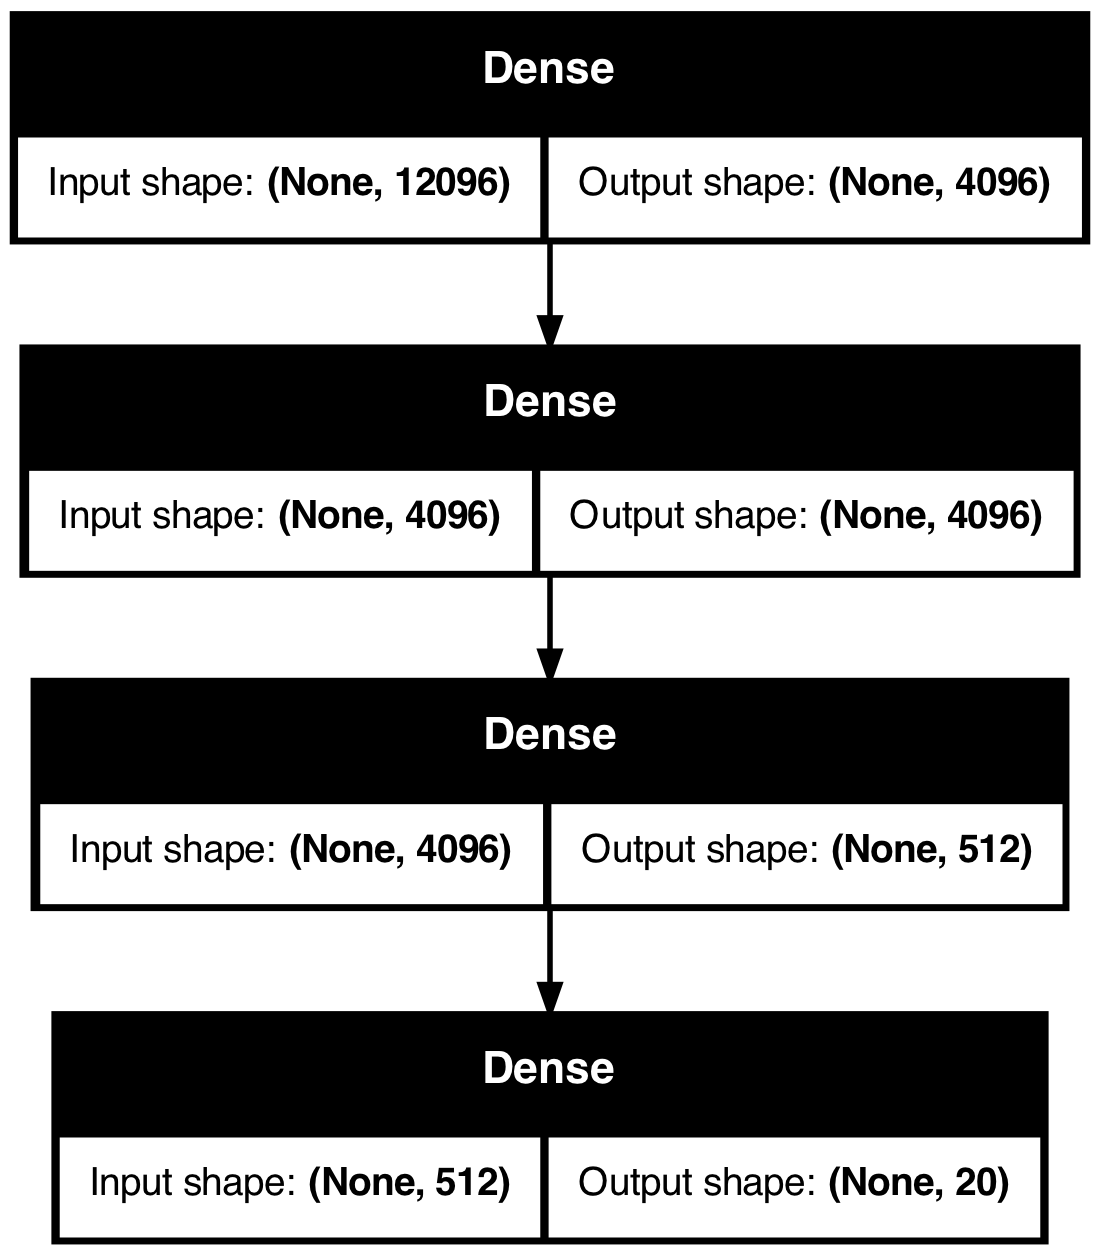 Dense
Input shape: (None, 12096) Output shape: (None, 4096)
Dense
Input shape: (None, 4096) Output shape: (None, 4096)
Dense
Input shape: (None, 4096) Output shape: (None, 512)
Dense
Input shape: (None, 512) Output shape: (None, 20)